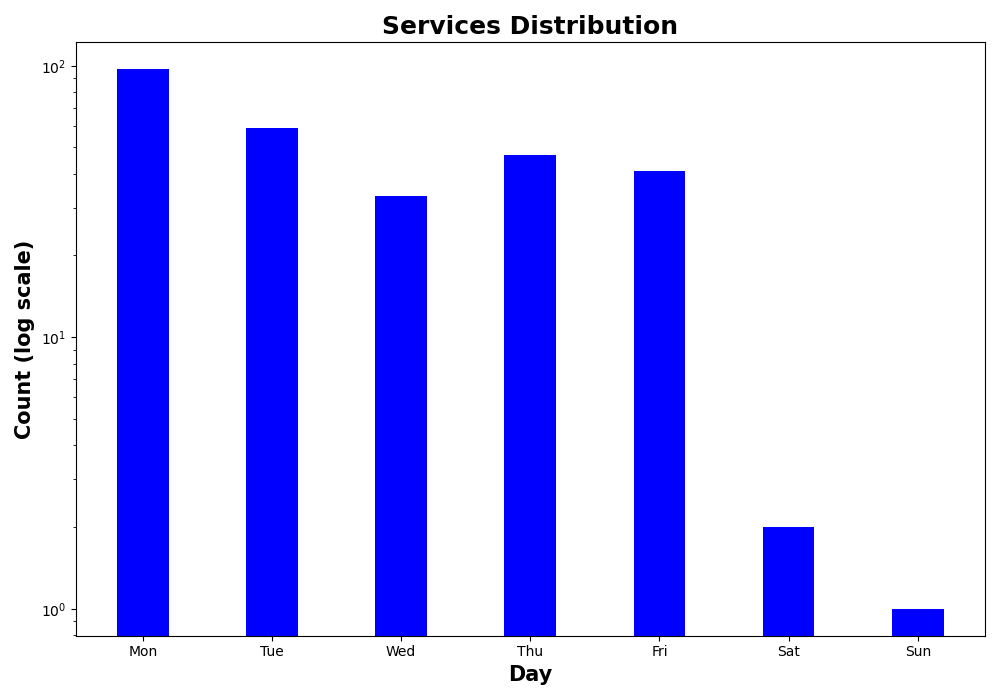 Services Distribution
Count (log scale)
10²
10¹
10⁰
Mon Tue Wed Thu Fri Sat Sun
Day